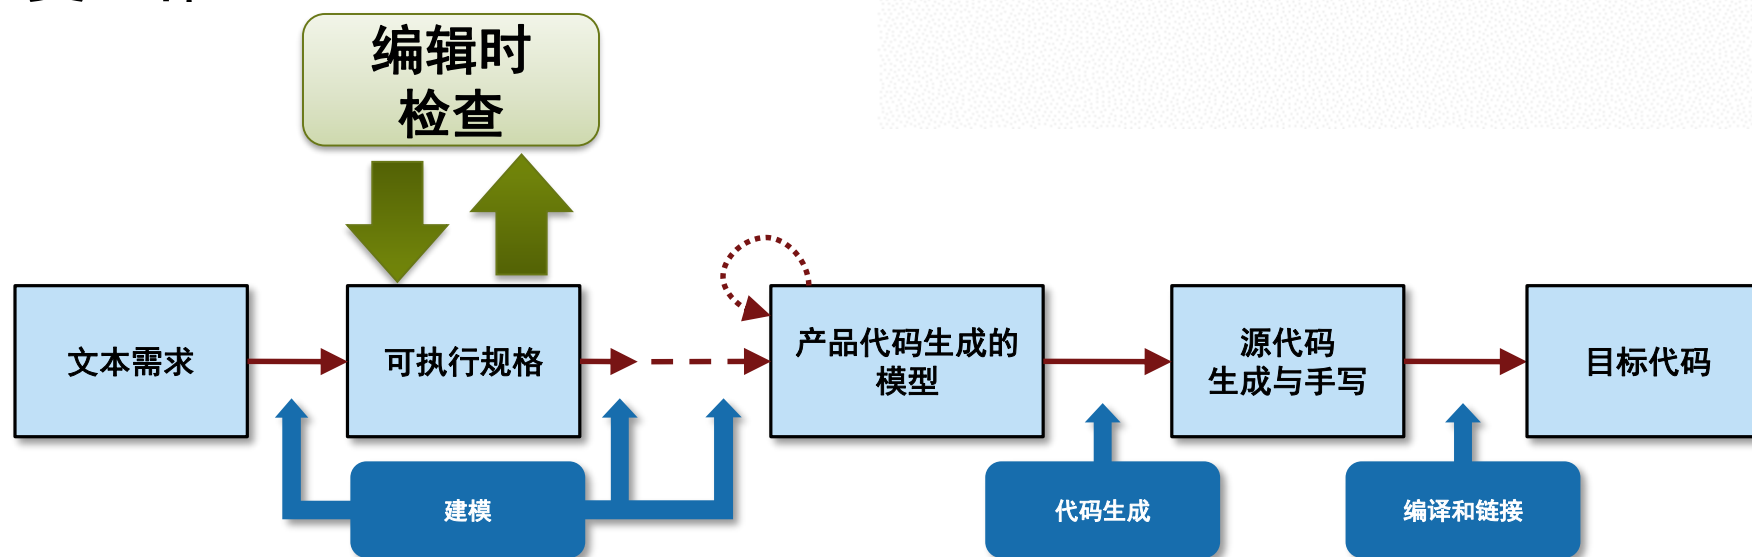 编辑时
检查
文本需求
可执行规格
产品代码生成的
模型
源代码
生成与手写
目标代码
建模
代码生成
编译和链接